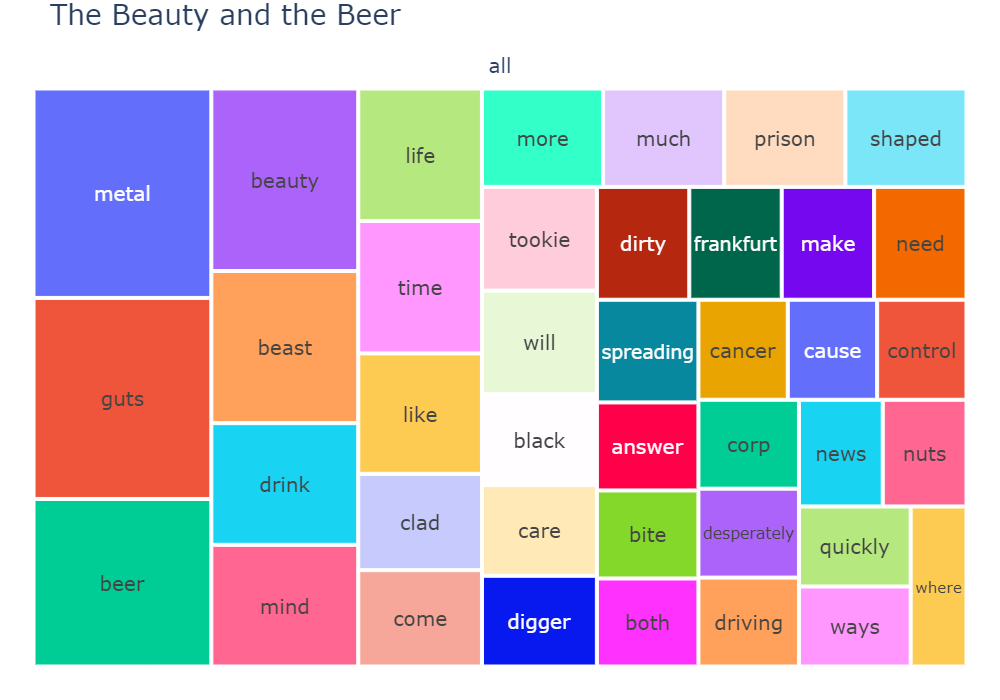 The Beauty and the Beer
all
metal
guts
beer
beauty
beast
drink
mind
life
time
like
clad
come
more
much
prison
shaped
tookie
will
black
care
digger
dirty
frankfurt
make
need
spreading
cancer
cause
control
answer
bite
both
corp
desperately
driving
news
nuts
quickly
ways
where